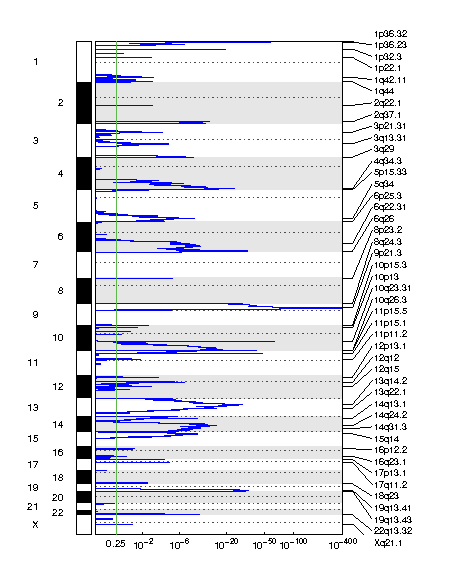 1
2
3
4
5
6
7
8
9
10
11
12
13
14
15
16
17
18
19
20
21
22
X
1p36.32
1p36.23
1p32.3
1p22.1
1q42.11
1q44
2q22.1
2q37.1
3p21.31
3q13.31
3q29
4q34.3
5p15.33
5q34
6p25.3
6q22.31
6q26
8p23.2
8q24.3
9p21.3
10p15.3
10p13
10q23.31
10q26.3
11p15.5
11p15.1
11p11.2
12p13.1
12q12
12q15
13q14.2
13q22.1
14q13.1
14q24.2
14q31.3
15q14
16p12.2
16q23.1
17p13.1
17q11.2
18q23
19q13.41
19q13.43
22q13.32
Xq21.1
0.25 10-2 10-6 10-20 10-50 10-100 10-400